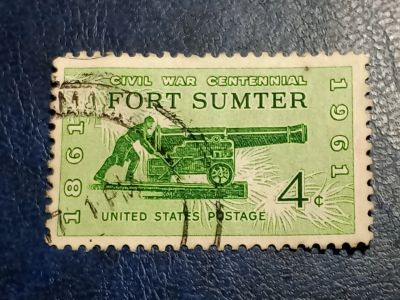 CIVIL WAR CENTENNIAL
FORT SUMTER
1861
1961
4¢
UNITED STATES POSTAGE